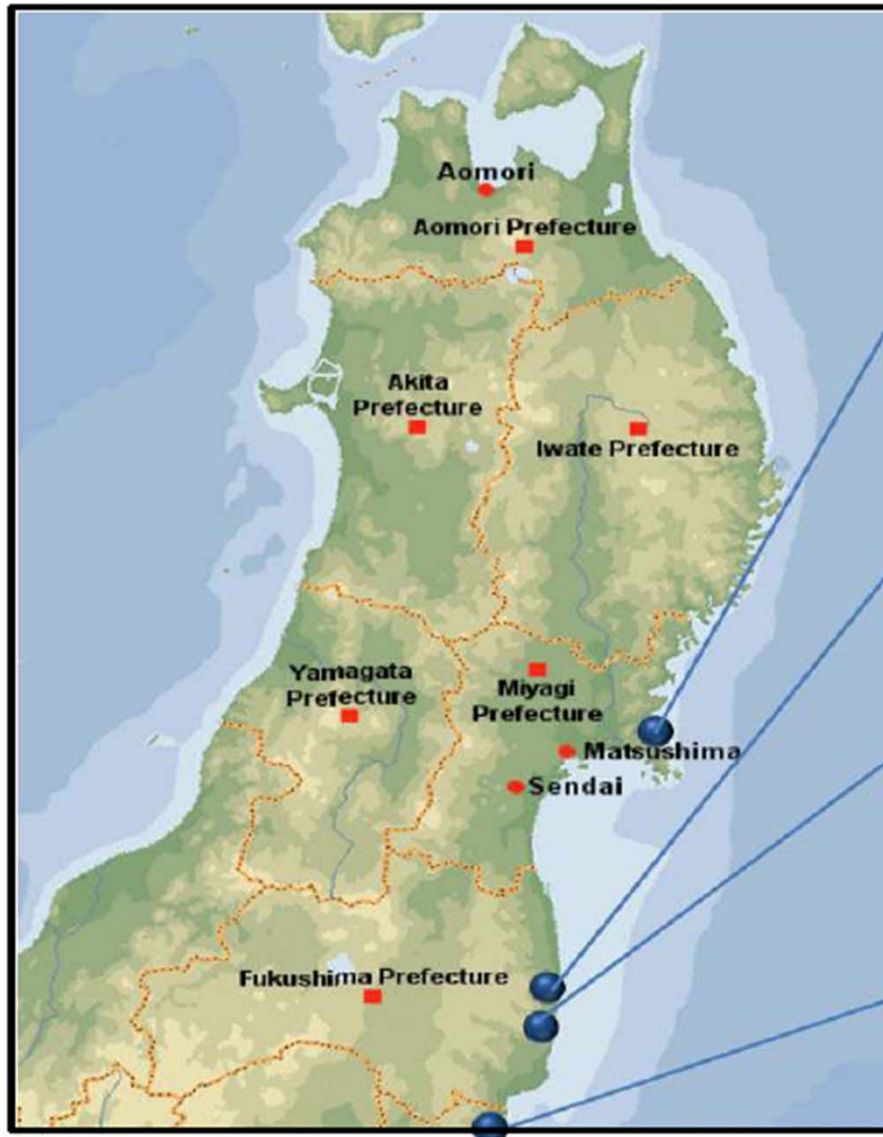 Aomori
Aomori Prefecture
Akita
Prefecture
Iwate Prefecture
Yamagata
Prefecture
Miyagi
Prefecture
Matsushima
Sendai
Fukushima Prefecture